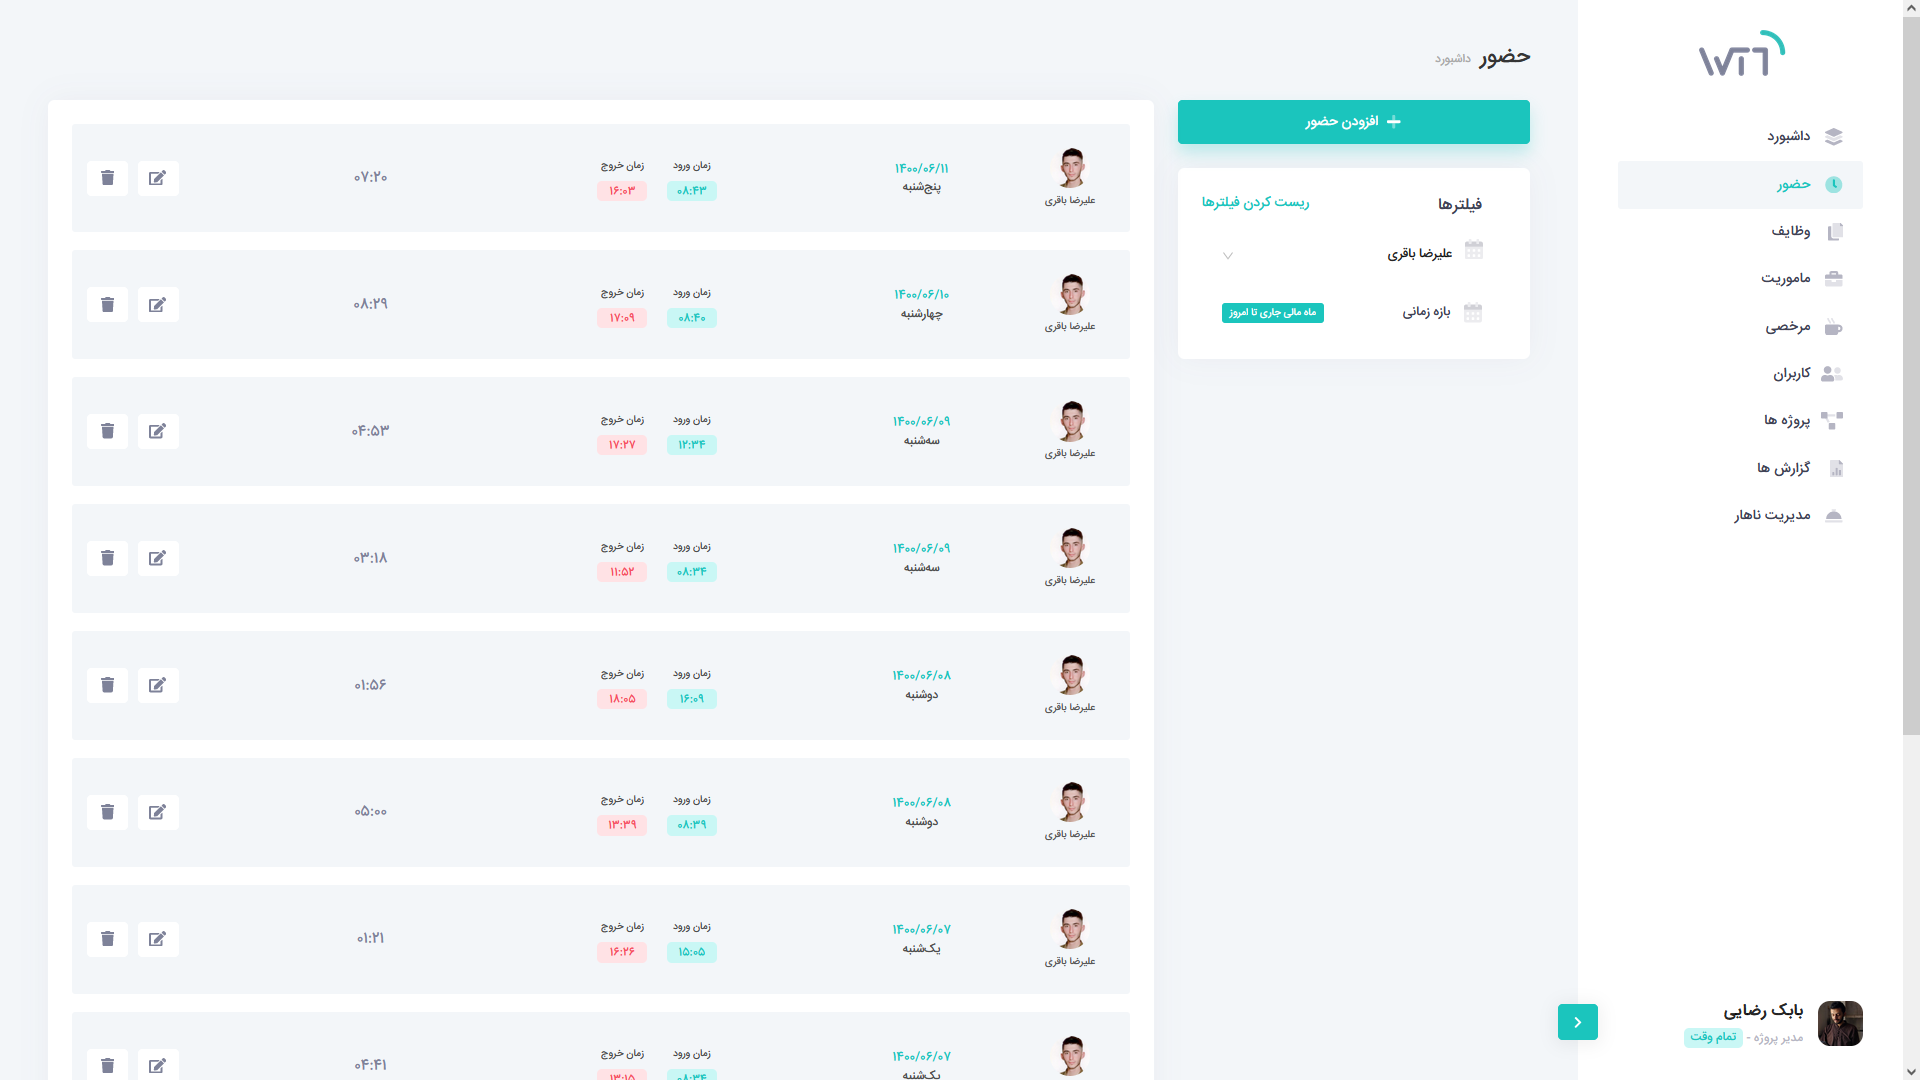 WIT
داشبورد
حضور
وظایف
ماموریت
مرخصی
کاربران
پروژه ها
گزارش ها
مدیریت ناهار
بابک رضایی
مدیر پروژه - تمام وقت
حضور داشبورد
افزودن حضور
فیلترها ریست کردن فیلترها
علیرضا باقری
بازه زمانی ماه مالی جاری تا امروز
علیرضا باقری
۱۴۰۰/۰۶/۱۱
پنج‌شنبه
زمان ورود زمان خروج
۰۸:۴۳ ۱۶:۰۳
۰۷:۲۰
علیرضا باقری
۱۴۰۰/۰۶/۱۰
چهارشنبه
زمان ورود زمان خروج
۰۸:۴۰ ۱۷:۰۹
۰۸:۲۹
علیرضا باقری
۱۴۰۰/۰۶/۰۹
سه‌شنبه
زمان ورود زمان خروج
۱۲:۳۴ ۱۷:۲۷
۰۴:۵۳
علیرضا باقری
۱۴۰۰/۰۶/۰۹
سه‌شنبه
زمان ورود زمان خروج
۰۸:۳۴ ۱۱:۵۲
۰۳:۱۸
علیرضا باقری
۱۴۰۰/۰۶/۰۸
دوشنبه
زمان ورود زمان خروج
۱۶:۰۹ ۱۸:۰۵
۰۱:۵۶
علیرضا باقری
۱۴۰۰/۰۶/۰۸
دوشنبه
زمان ورود زمان خروج
۰۸:۳۹ ۱۳:۳۹
۰۵:۰۰
علیرضا باقری
۱۴۰۰/۰۶/۰۷
یک‌شنبه
زمان ورود زمان خروج
۱۵:۰۵ ۱۶:۲۶
۰۱:۲۱
۱۴۰۰/۰۶/۰۷
یک‌شنبه
زمان ورود زمان خروج
۰۸:۳۴ ۱۳:۱۵
۰۴:۴۱